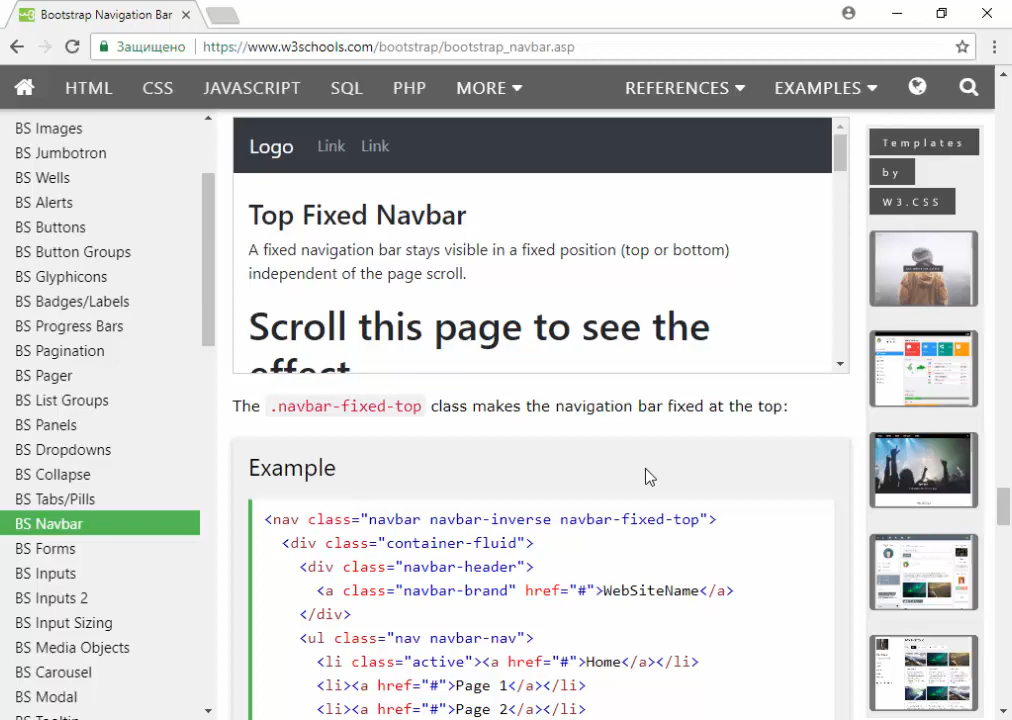 Bootstrap Navigation Bar
Защищено https://www.w3schools.com/bootstrap/bootstrap_navbar.asp
HTML CSS JAVASCRIPT SQL PHP MORE REFERENCES EXAMPLES
BS Images
BS Jumbotron
BS Wells
BS Alerts
BS Buttons
BS Button Groups
BS Glyphicons
BS Badges/Labels
BS Progress Bars
BS Pagination
BS Pager
BS List Groups
BS Panels
BS Dropdowns
BS Collapse
BS Tabs/Pills
BS Navbar
BS Forms
BS Inputs
BS Inputs 2
BS Input Sizing
BS Media Objects
BS Carousel
BS Modal
Logo Link Link
Top Fixed Navbar
A fixed navigation bar stays visible in a fixed position (top or bottom)
independent of the page scroll.
Scroll this page to see the
effect
The .navbar-fixed-top class makes the navigation bar fixed at the top:
Example
<nav class="navbar navbar-inverse navbar-fixed-top">
<div class="container-fluid">
<div class="navbar-header">
<a class="navbar-brand" href="#">WebSiteName</a>
</div>
<ul class="nav navbar-nav">
<li class="active"><a href="#">Home</a></li>
<li><a href="#">Page 1</a></li>
<li><a href="#">Page 2</a></li>
Templates
by
W3.CSS